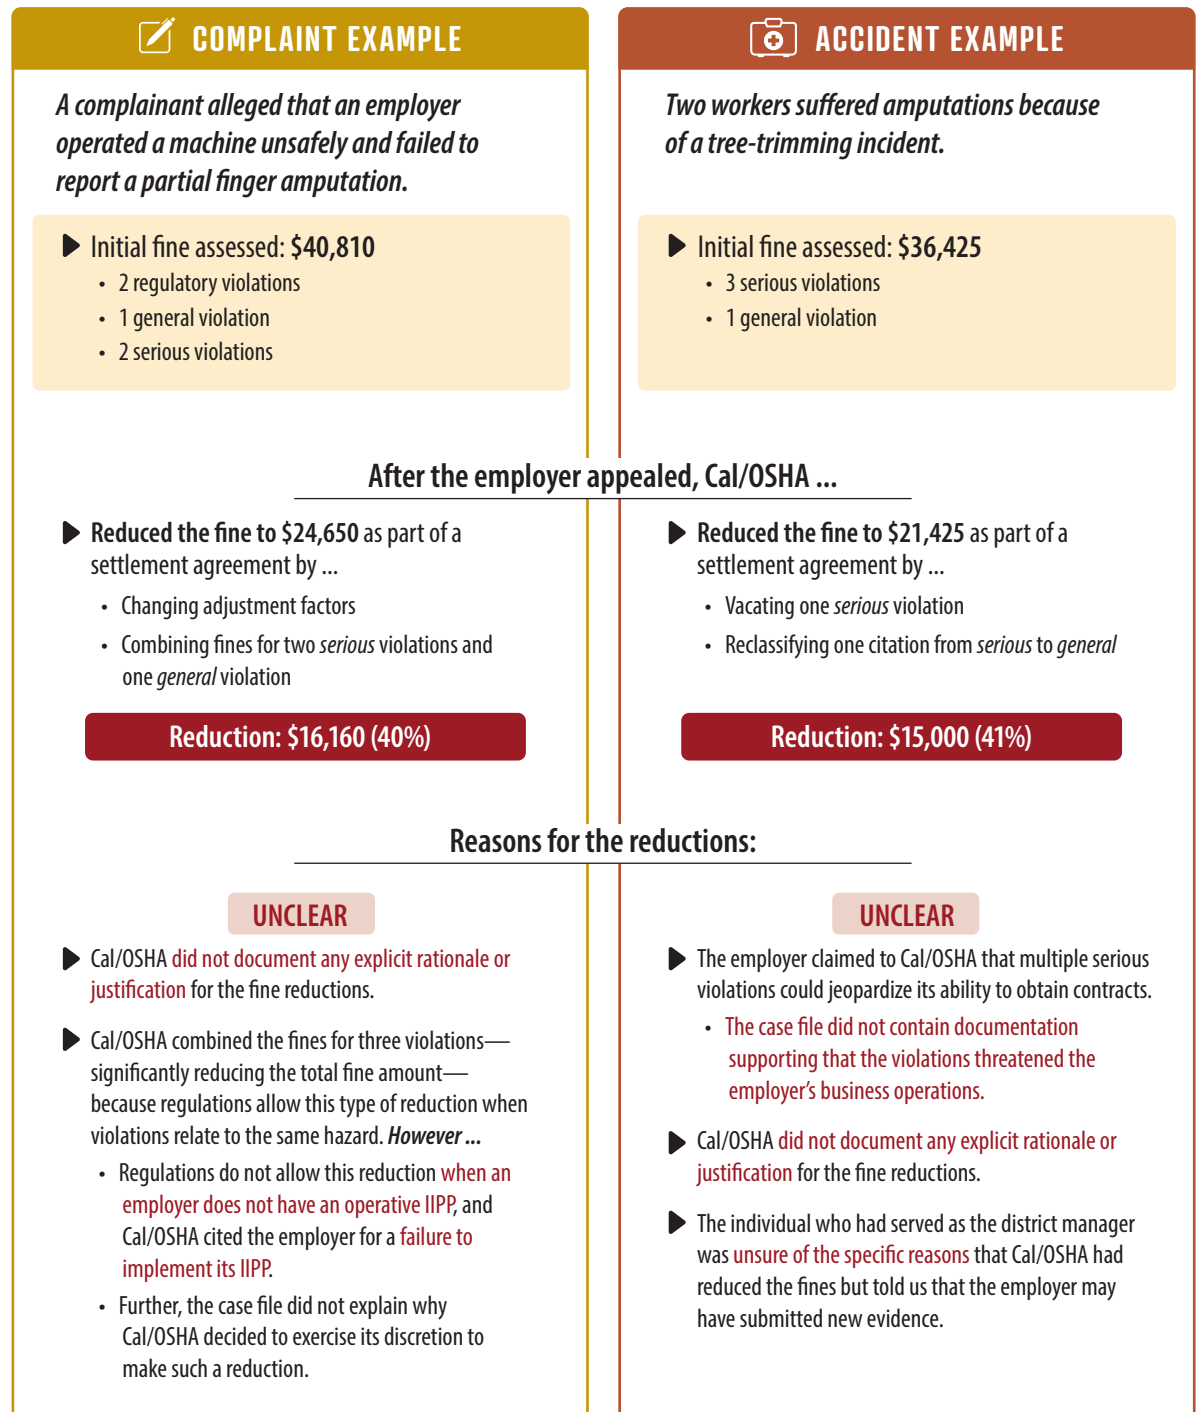 COMPLAINT EXAMPLE
A complainant alleged that an employer
operated a machine unsafely and failed to
report a partial finger amputation.
▶ Initial fine assessed: $40,810
• 2 regulatory violations
• 1 general violation
• 2 serious violations
ACCIDENT EXAMPLE
Two workers suffered amputations because
of a tree-trimming incident.
▶ Initial fine assessed: $36,425
• 3 serious violations
• 1 general violation
After the employer appealed, Cal/OSHA ...
▶ Reduced the fine to $24,650 as part of a
settlement agreement by ...
• Changing adjustment factors
• Combining fines for two serious violations and
one general violation
Reduction: $16,160 (40%)
▶ Reduced the fine to $21,425 as part of a
settlement agreement by ...
• Vacating one serious violation
• Reclassifying one citation from serious to general
Reduction: $15,000 (41%)
Reasons for the reductions:
UNCLEAR
▶ Cal/OSHA did not document any explicit rationale or
justification for the fine reductions.
▶ Cal/OSHA combined the fines for three violations—
significantly reducing the total fine amount—
because regulations allow this type of reduction when
violations relate to the same hazard. However ...
• Regulations do not allow this reduction when an
employer does not have an operative IIPP, and
Cal/OSHA cited the employer for a failure to
implement its IIPP.
• Further, the case file did not explain why
Cal/OSHA decided to exercise its discretion to
make such a reduction.
UNCLEAR
▶ The employer claimed to Cal/OSHA that multiple serious
violations could jeopardize its ability to obtain contracts.
• The case file did not contain documentation
supporting that the violations threatened the
employer's business operations.
▶ Cal/OSHA did not document any explicit rationale or
justification for the fine reductions.
▶ The individual who had served as the district manager
was unsure of the specific reasons that Cal/OSHA had
reduced the fines but told us that the employer may
have submitted new evidence.